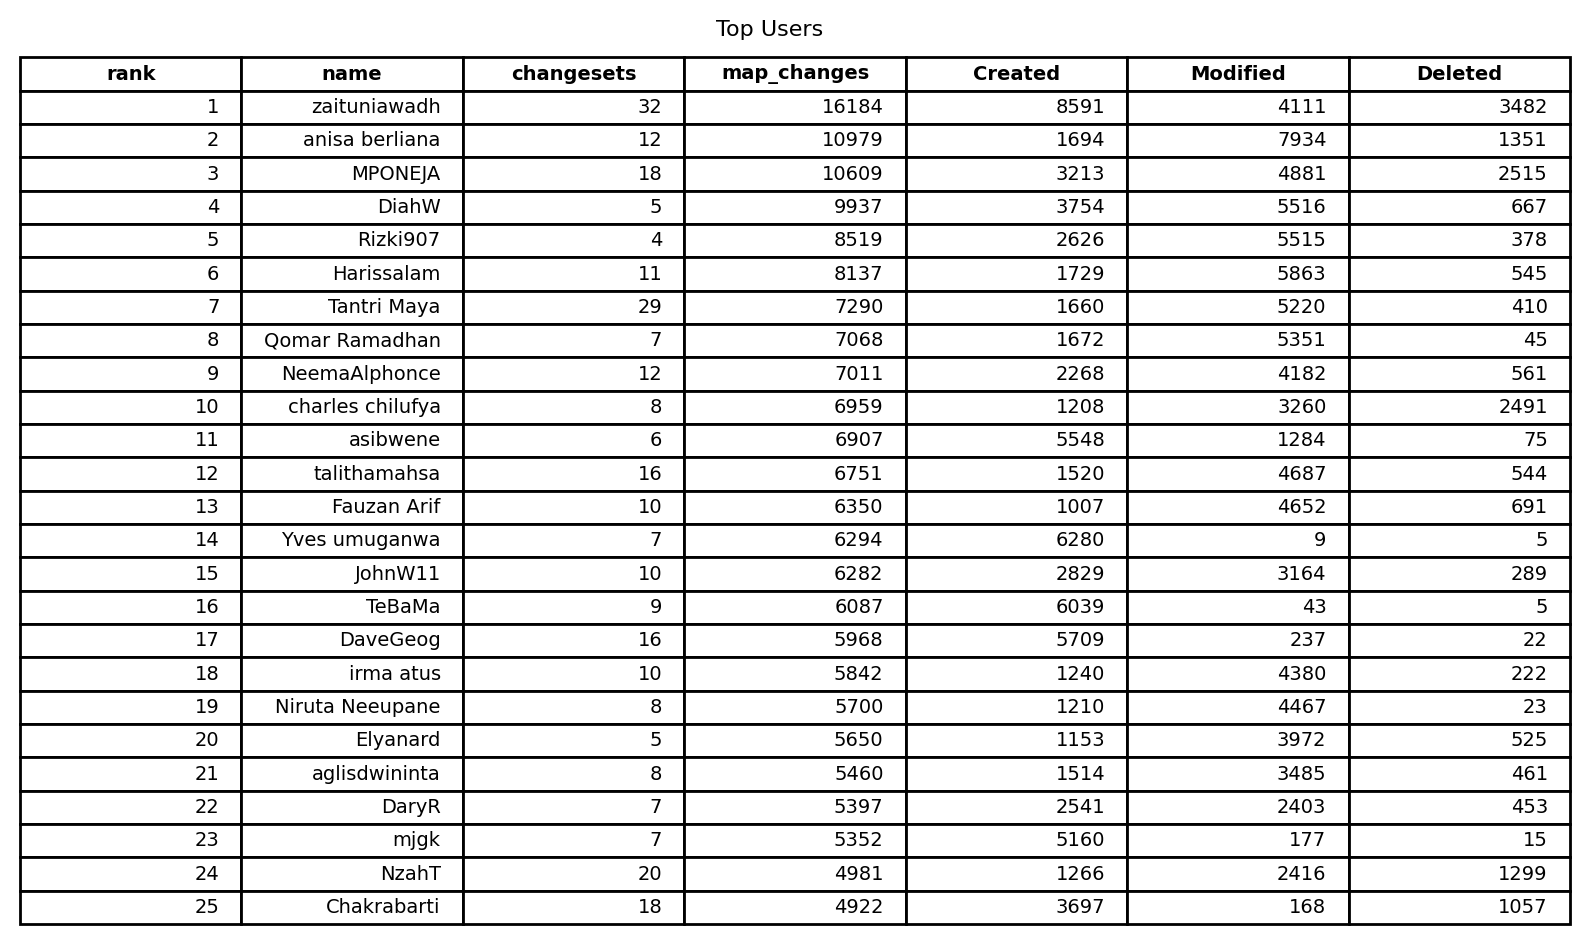 Top Users
rank name changesets map_changes Created Modified Deleted
1 zaituniawadh 32 16184 8591 4111 3482
2 anisa berliana 12 10979 1694 7934 1351
3 MPONEJA 18 10609 3213 4881 2515
4 DiahW 5 9937 3754 5516 667
5 Rizki907 4 8519 2626 5515 378
6 Harissalam 11 8137 1729 5863 545
7 Tantri Maya 29 7290 1660 5220 410
8 Qomar Ramadhan 7 7068 1672 5351 45
9 NeemaAlphonce 12 7011 2268 4182 561
10 charles chilufya 8 6959 1208 3260 2491
11 asibwene 6 6907 5548 1284 75
12 talithamahsa 16 6751 1520 4687 544
13 Fauzan Arif 10 6350 1007 4652 691
14 Yves umuganwa 7 6294 6280 9 5
15 JohnW11 10 6282 2829 3164 289
16 TeBaMa 9 6087 6039 43 5
17 DaveGeog 16 5968 5709 237 22
18 irma atus 10 5842 1240 4380 222
19 Niruta Neeupane 8 5700 1210 4467 23
20 Elyanard 5 5650 1153 3972 525
21 aglisdwininta 8 5460 1514 3485 461
22 DaryR 7 5397 2541 2403 453
23 mjgk 7 5352 5160 177 15
24 NzahT 20 4981 1266 2416 1299
25 Chakrabarti 18 4922 3697 168 1057